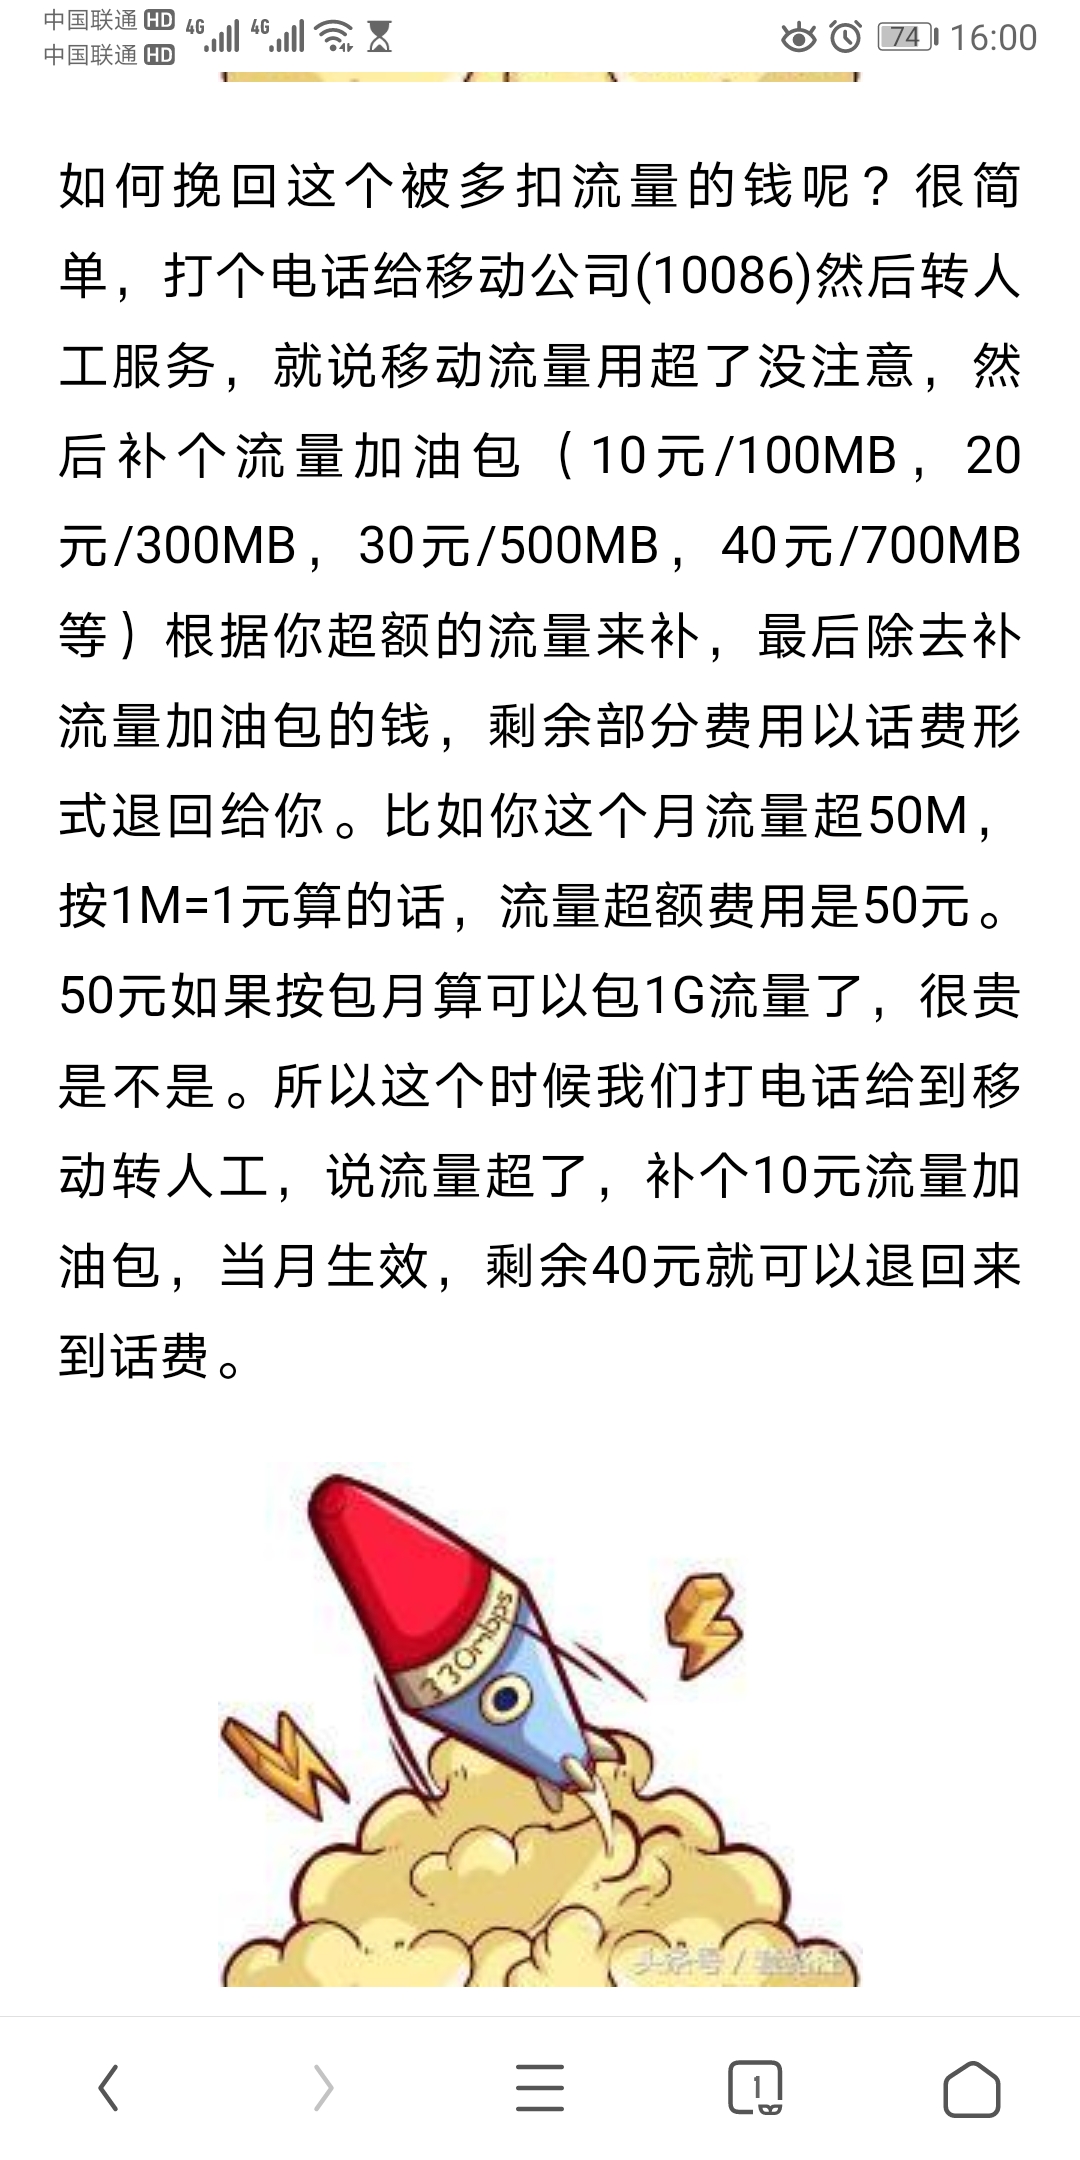 中国联通 HD 4G 4G 74 16:00
中国联通 HD
如何挽回这个被多扣流量的钱呢？很简
单，打个电话给移动公司(10086)然后转人
工服务，就说移动流量用超了没注意，然
后补个流量加油包（10元/100MB，20
元/300MB，30元/500MB，40元/700MB
等）根据你超额的流量来补，最后除去补
流量加油包的钱，剩余部分费用以话费形
式退回给你。比如你这个月流量超50M，
按1M=1元算的话，流量超额费用是50元。
50元如果按包月算可以包1G流量了，很贵
是不是。所以这个时候我们打电话给到移
动转人工，说流量超了，补个10元流量加
油包，当月生效，剩余40元就可以退回来
到话费。
330mbps
头条号 /
1